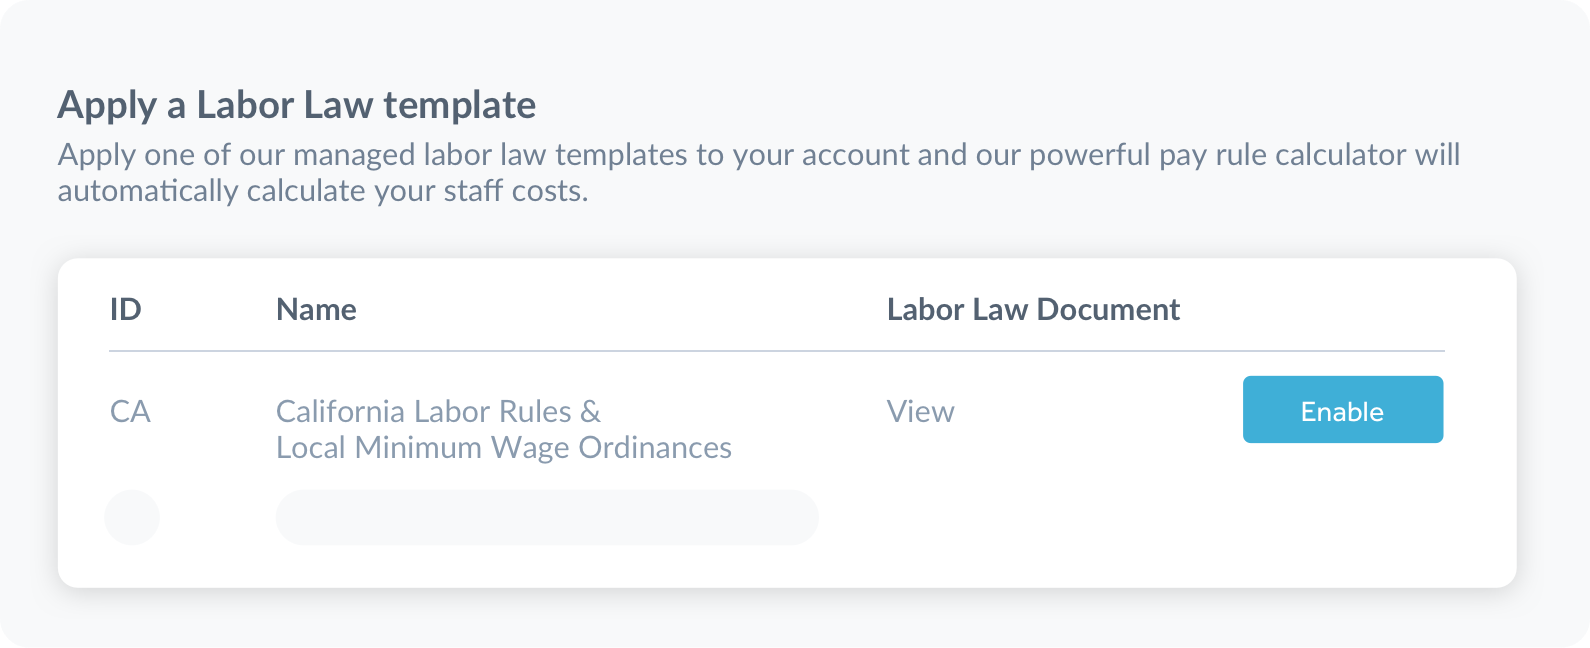 Apply a Labor Law template
Apply one of our managed labor law templates to your account and our powerful pay rule calculator will
automatically calculate your staff costs.
ID Name Labor Law Document
CA California Labor Rules & View Enable
Local Minimum Wage Ordinances